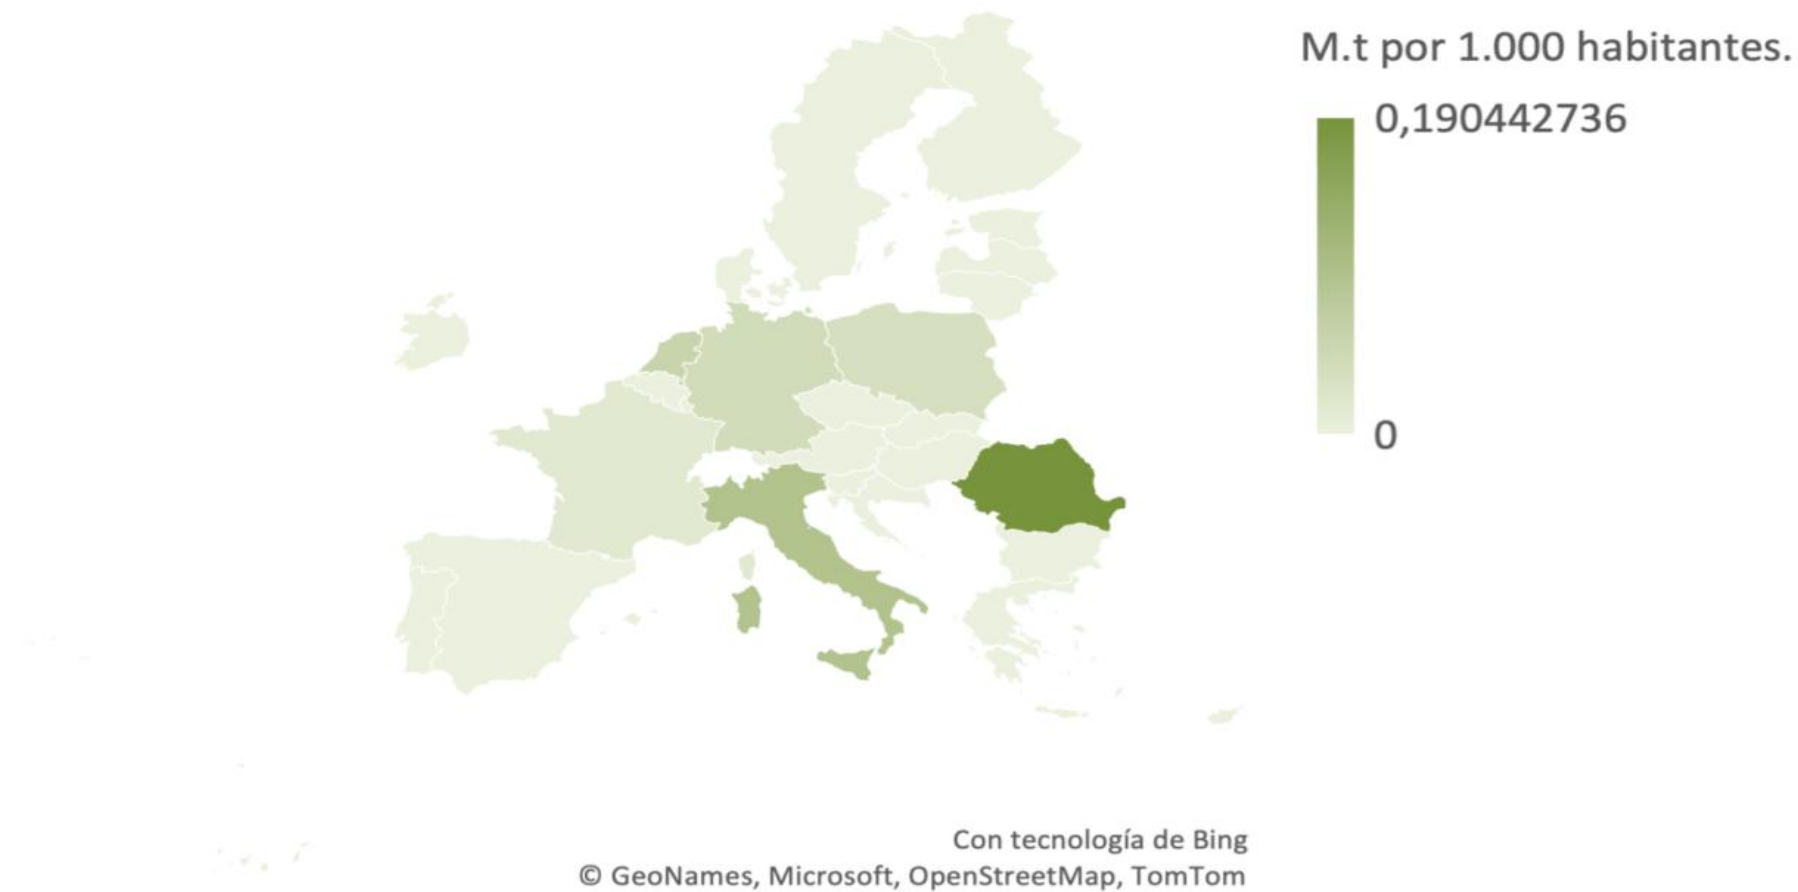 M.t por 1.000 habitantes.
0,190442736
0
Con tecnología de Bing
© GeoNames, Microsoft, OpenStreetMap, TomTom